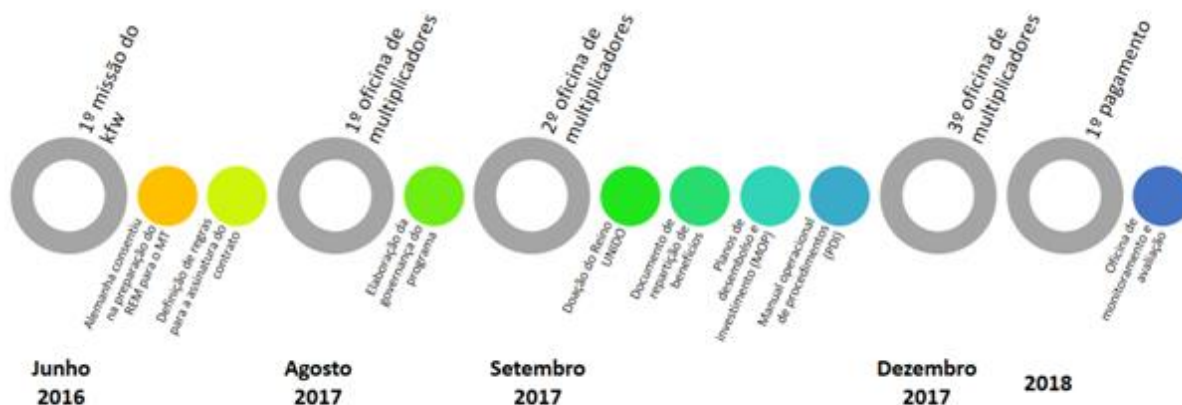 1º missão do
kfw
Alemanha consentiu
na preparação do
REM para o MT
Definição de regras
para a assinatura do
contrato
1º oficina de
multiplicadores
Elaboração da
governança do
programa
2º oficina de
multiplicadores
Doação do Reino
UNIDO
Documento de
repartição de
benefícios
Planos de
desembolso e
investimento (MOP)
Manual operacional
de procedimentos
(PDI)
3º oficina de
multiplicadores
1º pagamento
Oficina de
monitoramento e
avaliação
Junho
2016
Agosto
2017
Setembro
2017
Dezembro
2017
2018